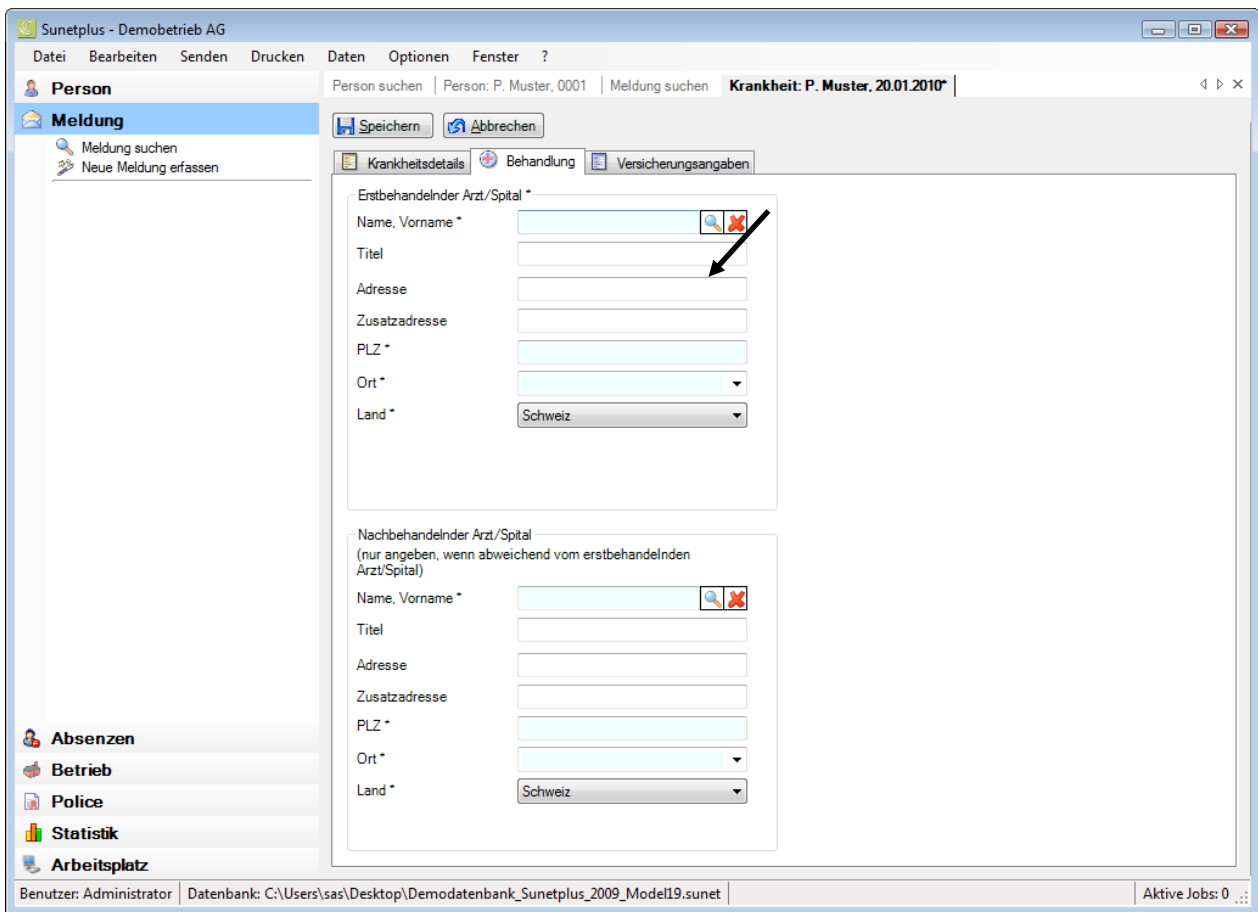 Sunetplus - Demobetrieb AG
Datei Bearbeiten Senden Drucken Daten Optionen Fenster ?
Person
Meldung
Meldung suchen
Neue Meldung erfassen
Absenzen
Betrieb
Police
Statistik
Arbeitsplatz
Person suchen | Person: P. Muster, 0001 | Meldung suchen Krankheit: P. Muster, 20.01.2010*
Speichern Abbrechen
Krankheitsdetails Behandlung Versicherungsangaben
Erstbehandelnder Arzt/Spital *
Name, Vorname *
Titel
Adresse
Zusatzadresse
PLZ *
Ort *
Land * Schweiz
Nachbehandelnder Arzt/Spital
(nur angeben, wenn abweichend vom erstbehandelnden
Arzt/Spital)
Name, Vorname *
Titel
Adresse
Zusatzadresse
PLZ *
Ort *
Land * Schweiz
Benutzer: Administrator | Datenbank: C:\Users\sas\Desktop\Demodatenbank_Sunetplus_2009_Model19.sunet | Aktive Jobs: 0